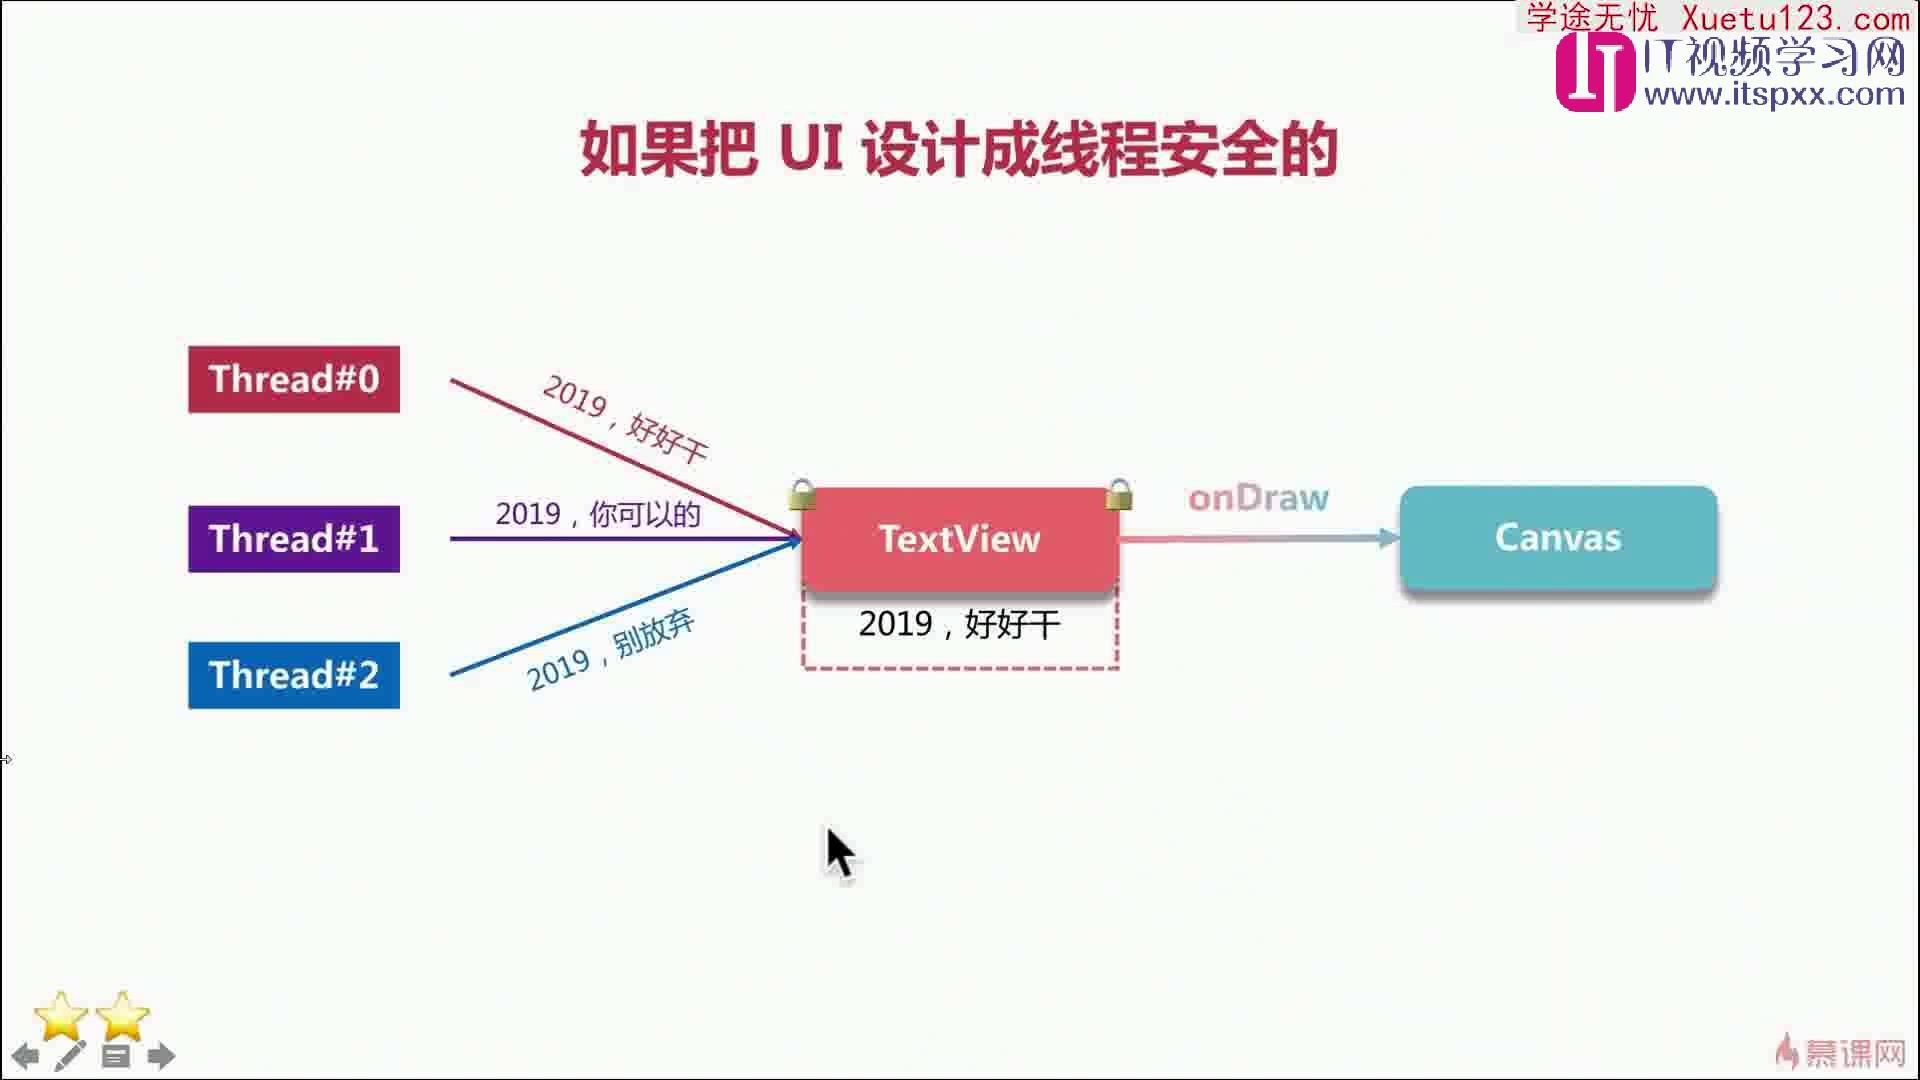 学途无忧 Xuetu123.com
IT视频学习网
www.itspxx.com
如果把 UI 设计成线程安全的
Thread#0
2019，好好干
Thread#1
2019，你可以的
Thread#2
2019，别放弃
TextView
2019，好好干
onDraw
Canvas
慕课网